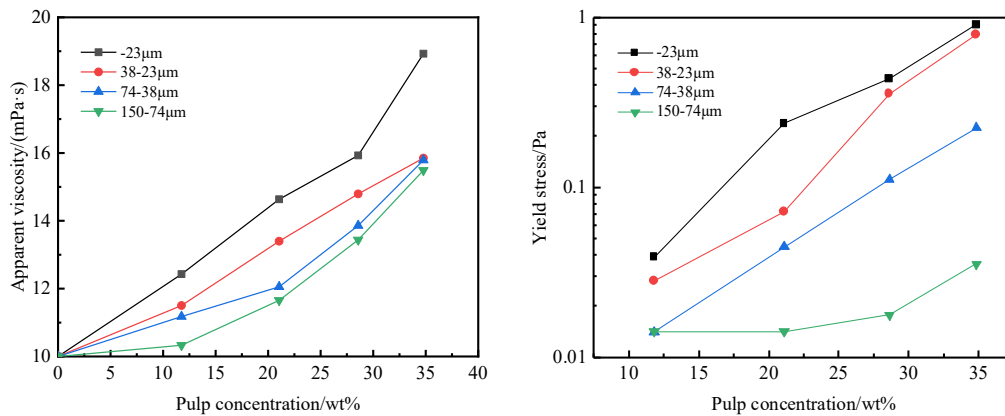 20
18
16
14
12
10
Apparent viscosity/(mPa·s)
-23μm
38-23μm
74-38μm
150-74μm
0 5 10 15 20 25 30 35 40
Pulp concentration/wt%
1
0.1
0.01
Yield stress/Pa
-23μm
38-23μm
74-38μm
150-74μm
10 15 20 25 30 35
Pulp concentration/wt%